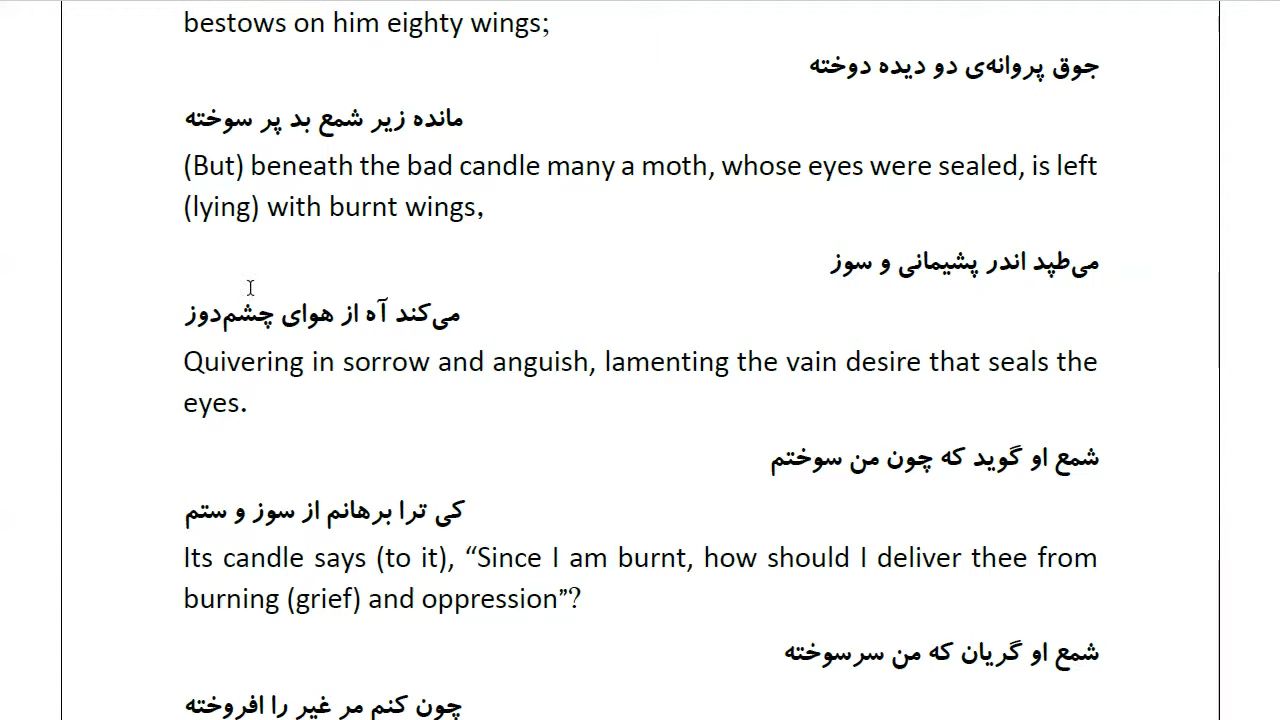 bestows on him eighty wings;
جوق پروانه‌ی دو دیده دوخته
مانده زیر شمع بد پر سوخته
(But) beneath the bad candle many a moth, whose eyes were sealed, is left
(lying) with burnt wings,
می‌طپد اندر پشیمانی و سوز
می‌کند آه از هوای چشم‌دوز
Quivering in sorrow and anguish, lamenting the vain desire that seals the
eyes.
شمع او گوید که چون من سوختم
کی ترا برهانم از سوز و ستم
Its candle says (to it), “Since I am burnt, how should I deliver thee from
burning (grief) and oppression”?
شمع او گریان که من سرسوخته
چون کنم مر غیر را افروخته